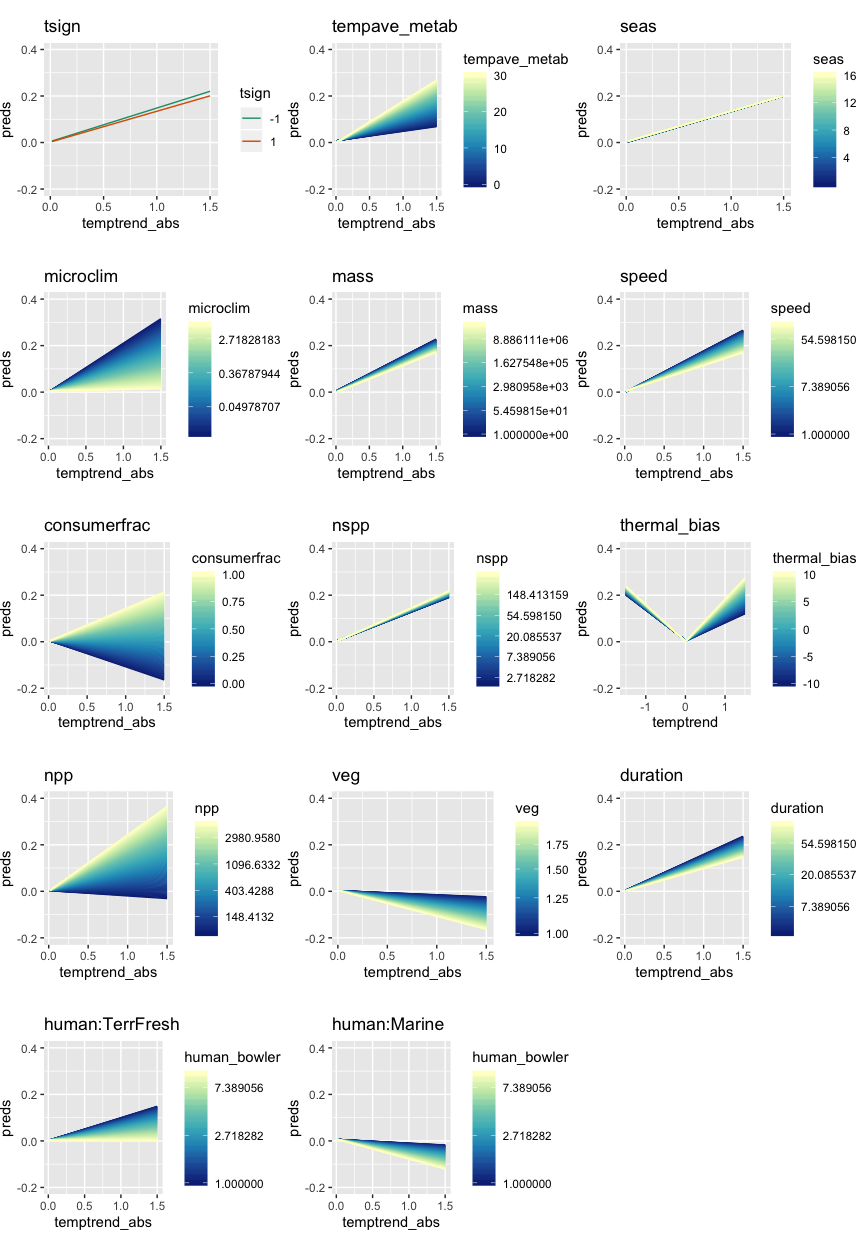 tsign
0.4
0.2
0.0
-0.2
preds
0.0 0.5 1.0 1.5
temptrend_abs
tsign
-1
1
tempave_metab
0.4
0.2
0.0
-0.2
preds
0.0 0.5 1.0 1.5
temptrend_abs
tempave_metab
30
20
10
0
seas
0.4
0.2
0.0
-0.2
preds
0.0 0.5 1.0 1.5
temptrend_abs
seas
16
12
8
4
microclim
0.4
0.2
0.0
-0.2
preds
0.0 0.5 1.0 1.5
temptrend_abs
microclim
2.71828183
0.36787944
0.04978707
mass
0.4
0.2
0.0
-0.2
preds
0.0 0.5 1.0 1.5
temptrend_abs
mass
8.886111e+06
1.627548e+05
2.980958e+03
5.459815e+01
1.000000e+00
speed
0.4
0.2
0.0
-0.2
preds
0.0 0.5 1.0 1.5
temptrend_abs
speed
54.598150
7.389056
1.000000
consumerfrac
0.4
0.2
0.0
-0.2
preds
0.0 0.5 1.0 1.5
temptrend_abs
consumerfrac
1.00
0.75
0.50
0.25
0.00
nspp
0.4
0.2
0.0
-0.2
preds
0.0 0.5 1.0 1.5
temptrend_abs
nspp
148.413159
54.598150
20.085537
7.389056
2.718282
thermal_bias
0.4
0.2
0.0
-0.2
preds
-1 0 1
temptrend
thermal_bias
10
5
0
-5
-10
npp
0.4
0.2
0.0
-0.2
preds
0.0 0.5 1.0 1.5
temptrend_abs
npp
2980.9580
1096.6332
403.4288
148.4132
veg
0.4
0.2
0.0
-0.2
preds
0.0 0.5 1.0 1.5
temptrend_abs
veg
1.75
1.50
1.25
1.00
duration
0.4
0.2
0.0
-0.2
preds
0.0 0.5 1.0 1.5
temptrend_abs
duration
54.598150
20.085537
7.389056
human:TerrFresh
0.4
0.2
0.0
-0.2
preds
0.0 0.5 1.0 1.5
temptrend_abs
human_bowler
7.389056
2.718282
1.000000
human:Marine
0.4
0.2
0.0
-0.2
preds
0.0 0.5 1.0 1.5
temptrend_abs
human_bowler
7.389056
2.718282
1.000000